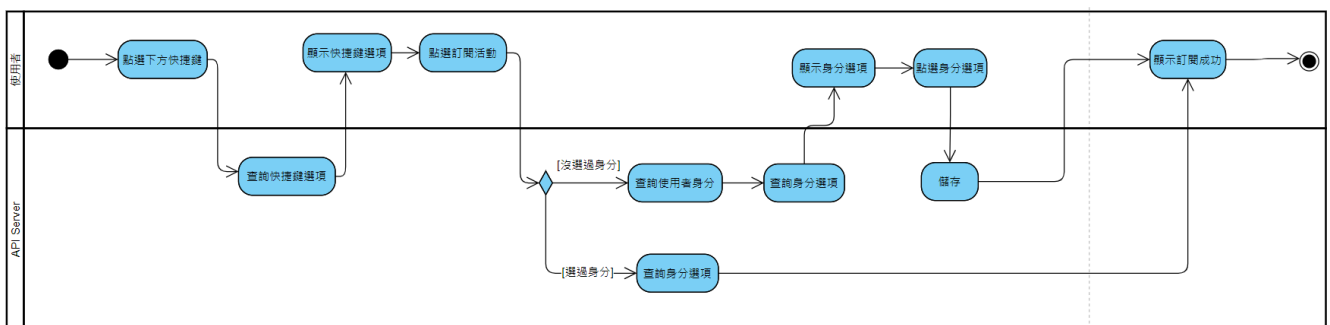 使用者
點選下方快捷鍵
顯示快捷鍵選項
點選訂閱活動
顯示身分選項
點選身分選項
顯示訂閱成功
API Server
查詢快捷鍵選項
[沒選過身分]
查詢使用者身分
查詢身分選項
儲存
[選過身分]
查詢身分選項